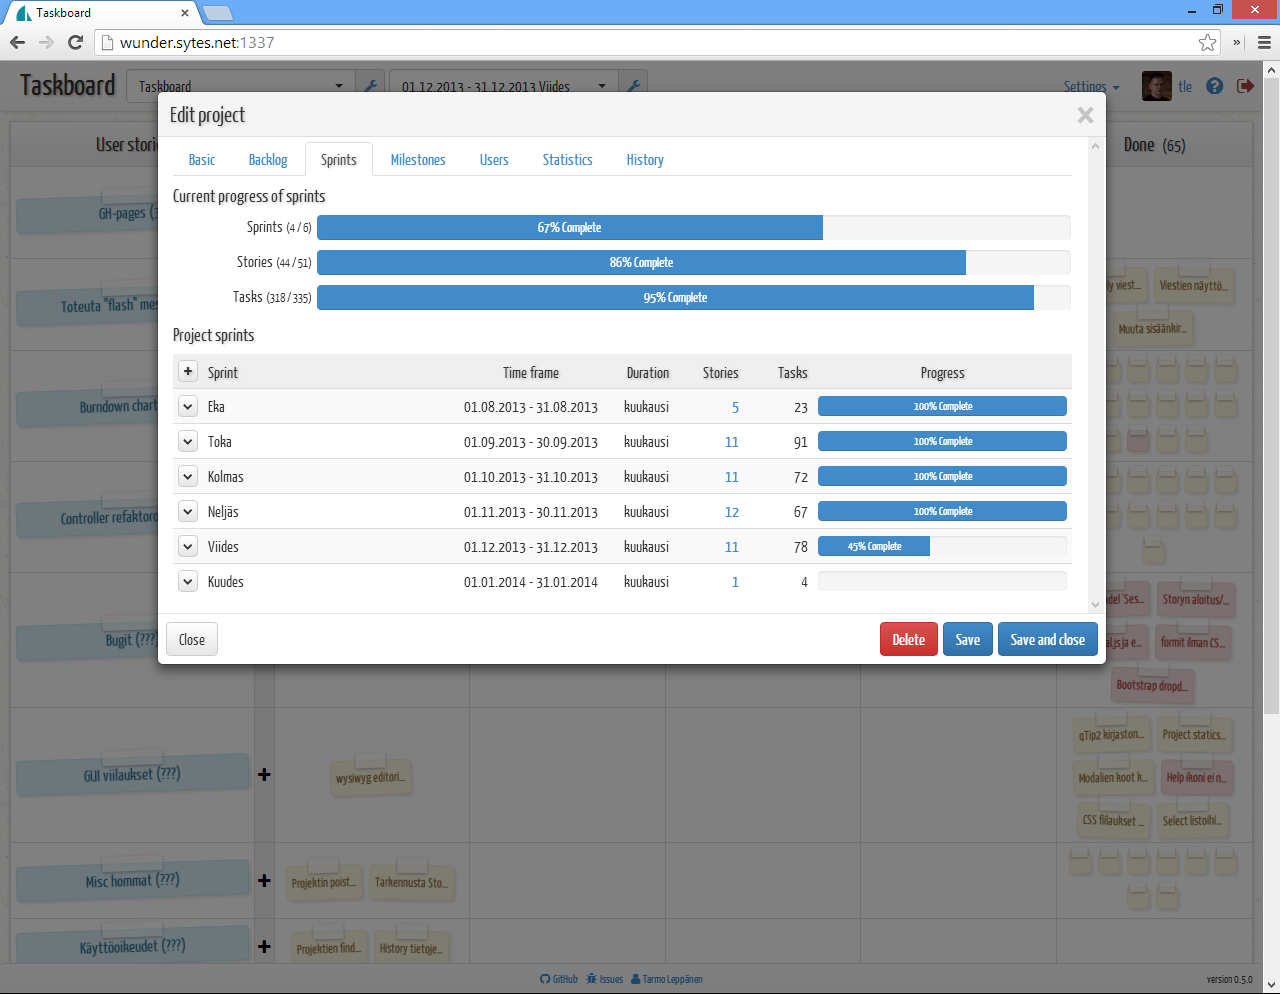 Taskboard
wunder.sytes.net:1337
Taskboard
Taskboard
01.12.2013 - 31.12.2013 Viides
Settings
tle
Edit project
Basic
Backlog
Sprints
Milestones
Users
Statistics
History
Current progress of sprints
Sprints (4 / 6) 67% Complete
Stories (44 / 51) 86% Complete
Tasks (318 / 335) 95% Complete
Project sprints
Sprint Time frame Duration Stories Tasks Progress
Eka 01.08.2013 - 31.08.2013 kuukausi 5 23 100% Complete
Toka 01.09.2013 - 30.09.2013 kuukausi 11 91 100% Complete
Kolmas 01.10.2013 - 31.10.2013 kuukausi 11 72 100% Complete
Neljäs 01.11.2013 - 30.11.2013 kuukausi 12 67 100% Complete
Viides 01.12.2013 - 31.12.2013 kuukausi 11 78 45% Complete
Kuudes 01.01.2014 - 31.01.2014 kuukausi 1 4
Close
Delete
Save
Save and close
User stori
Done (65)
GH-pages
Toteuta "flash" mes
viest...
Viestien näyttö...
Muuta sisäänkir...
Burndown chart
Controller refaktoro
Bugit (???)
del 'Ses...
Storyn aloitus/...
al.js ja e...
formit ilman CS...
Bootstrap dropd...
GUI viilaukset (???)
wysiwyg editori...
qTip2 kirjaston...
Project statics...
Modalien koot k...
Help ikoni ei n...
CSS fiilaukset ...
Select listoihi...
Misc hommat (???)
Projektin poist...
Tarkennusta Sto...
Käyttöoikeudet (???)
Projektien find...
History tietoje...
GitHub
Issues
Tarmo Leppänen
version 0.5.0